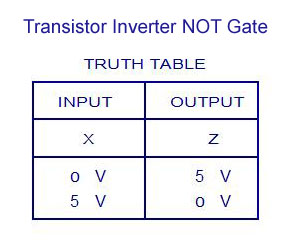 Transistor Inverter NOT Gate
TRUTH TABLE
INPUT OUTPUT
X Z
0 V 5 V
5 V 0 V